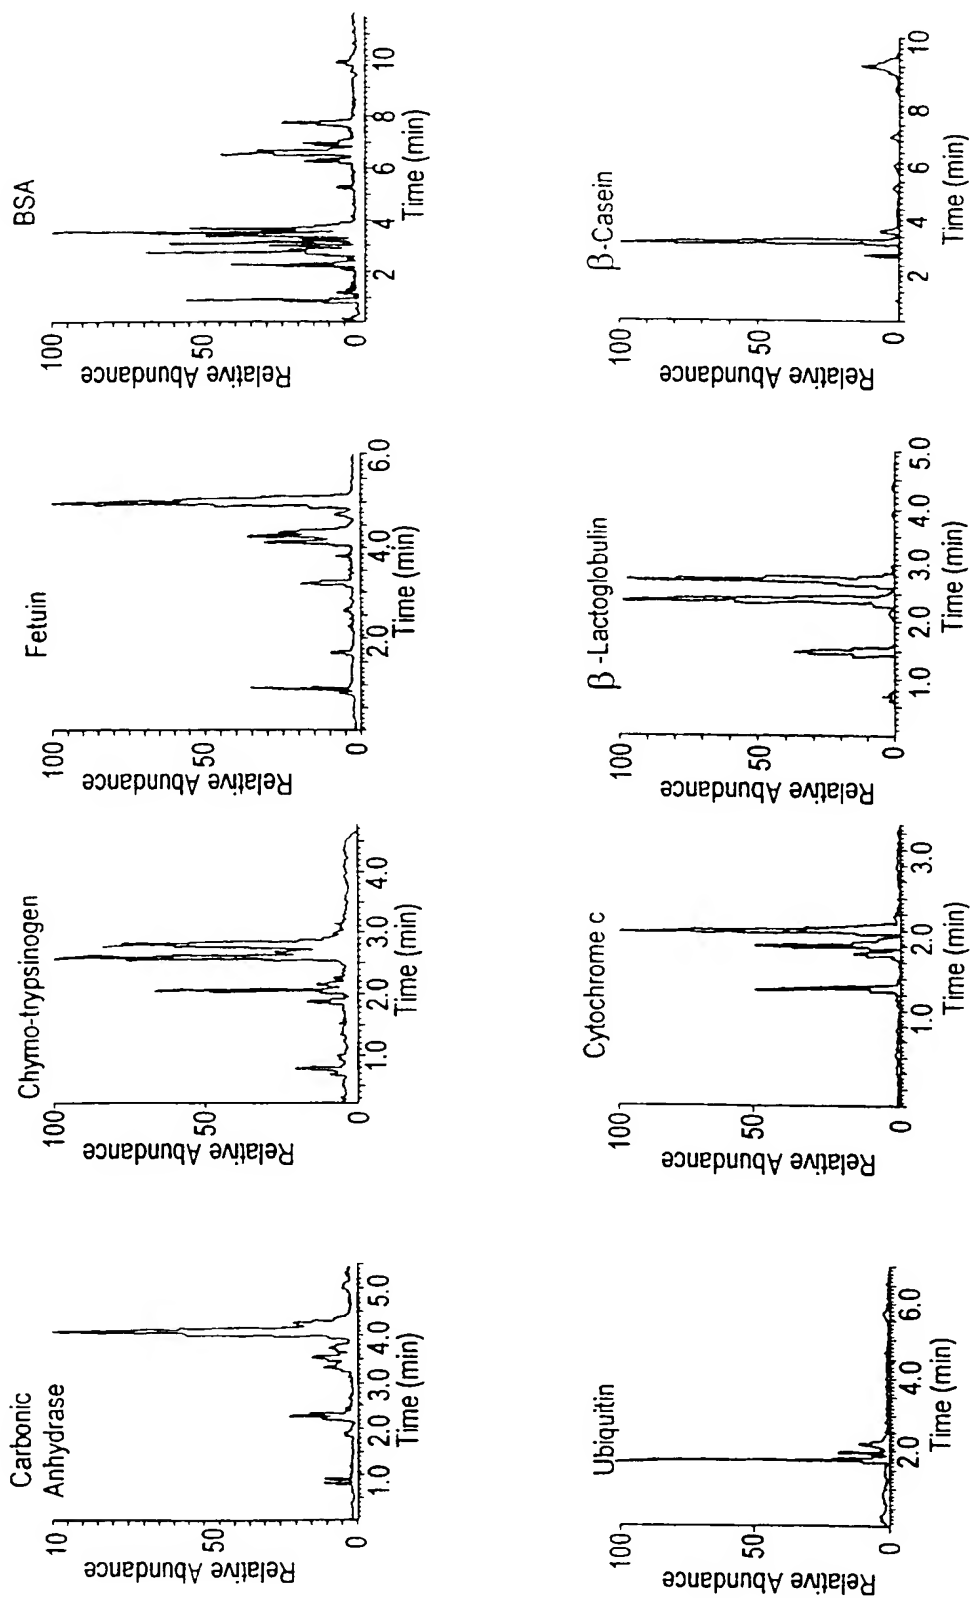 Carbonic
Anhydrase
Relative Abundance
10
50
0
1.0
2.0
3.0
4.0
5.0
Time (min)
Chymo-trypsinogen
Relative Abundance
100
50
0
1.0
2.0
3.0
4.0
Time (min)
Fetuin
Relative Abundance
100
50
0
2.0
4.0
6.0
Time (min)
BSA
Relative Abundance
100
50
0
2
4
6
8
10
Time (min)
Ubiquitin
Relative Abundance
100
50
0
2.0
4.0
6.0
Time (min)
Cytochrome c
Relative Abundance
100
50
0
1.0
2.0
3.0
Time (min)
β-Lactoglobulin
Relative Abundance
100
50
0
1.0
2.0
3.0
4.0
5.0
Time (min)
β-Casein
Relative Abundance
100
50
0
2
4
6
8
10
Time (min)